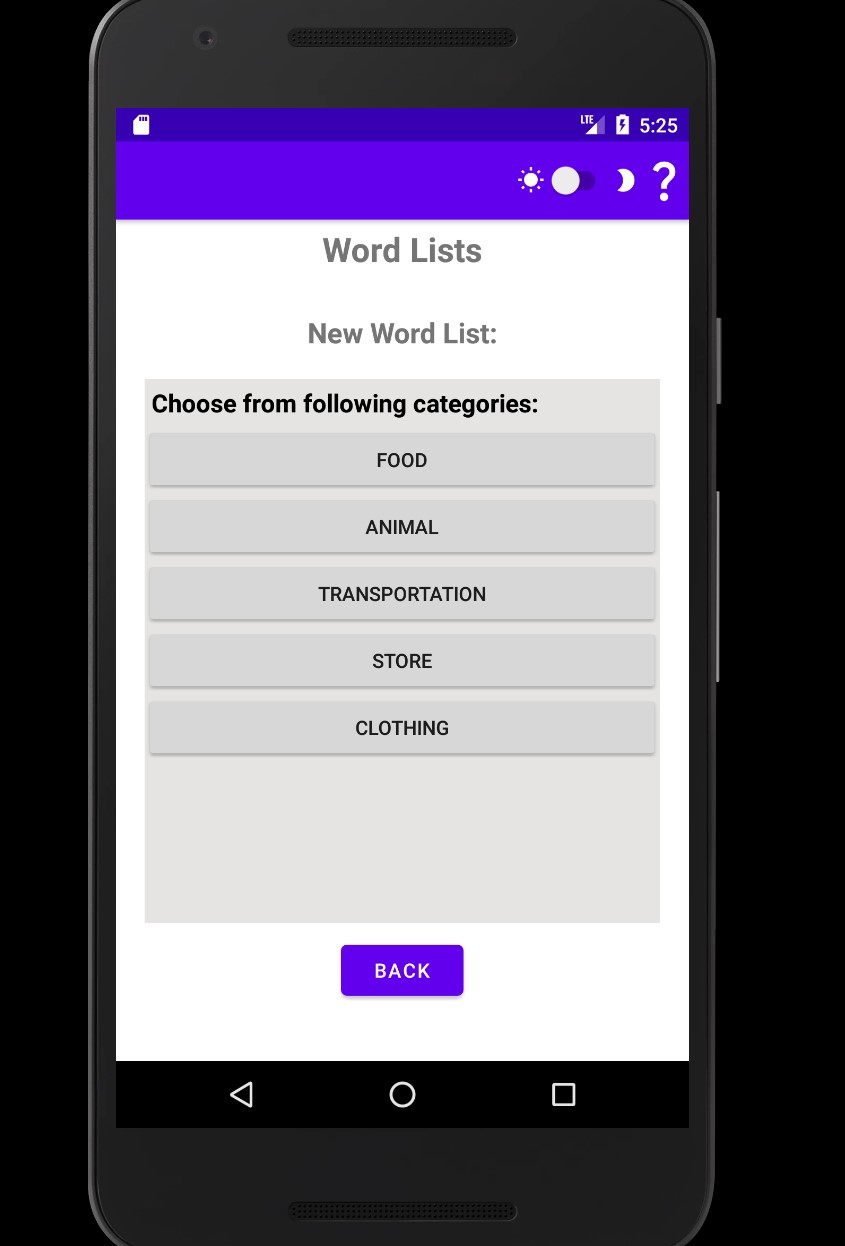 LTE 5:25
?
Word Lists
New Word List:
Choose from following categories:
FOOD
ANIMAL
TRANSPORTATION
STORE
CLOTHING
BACK